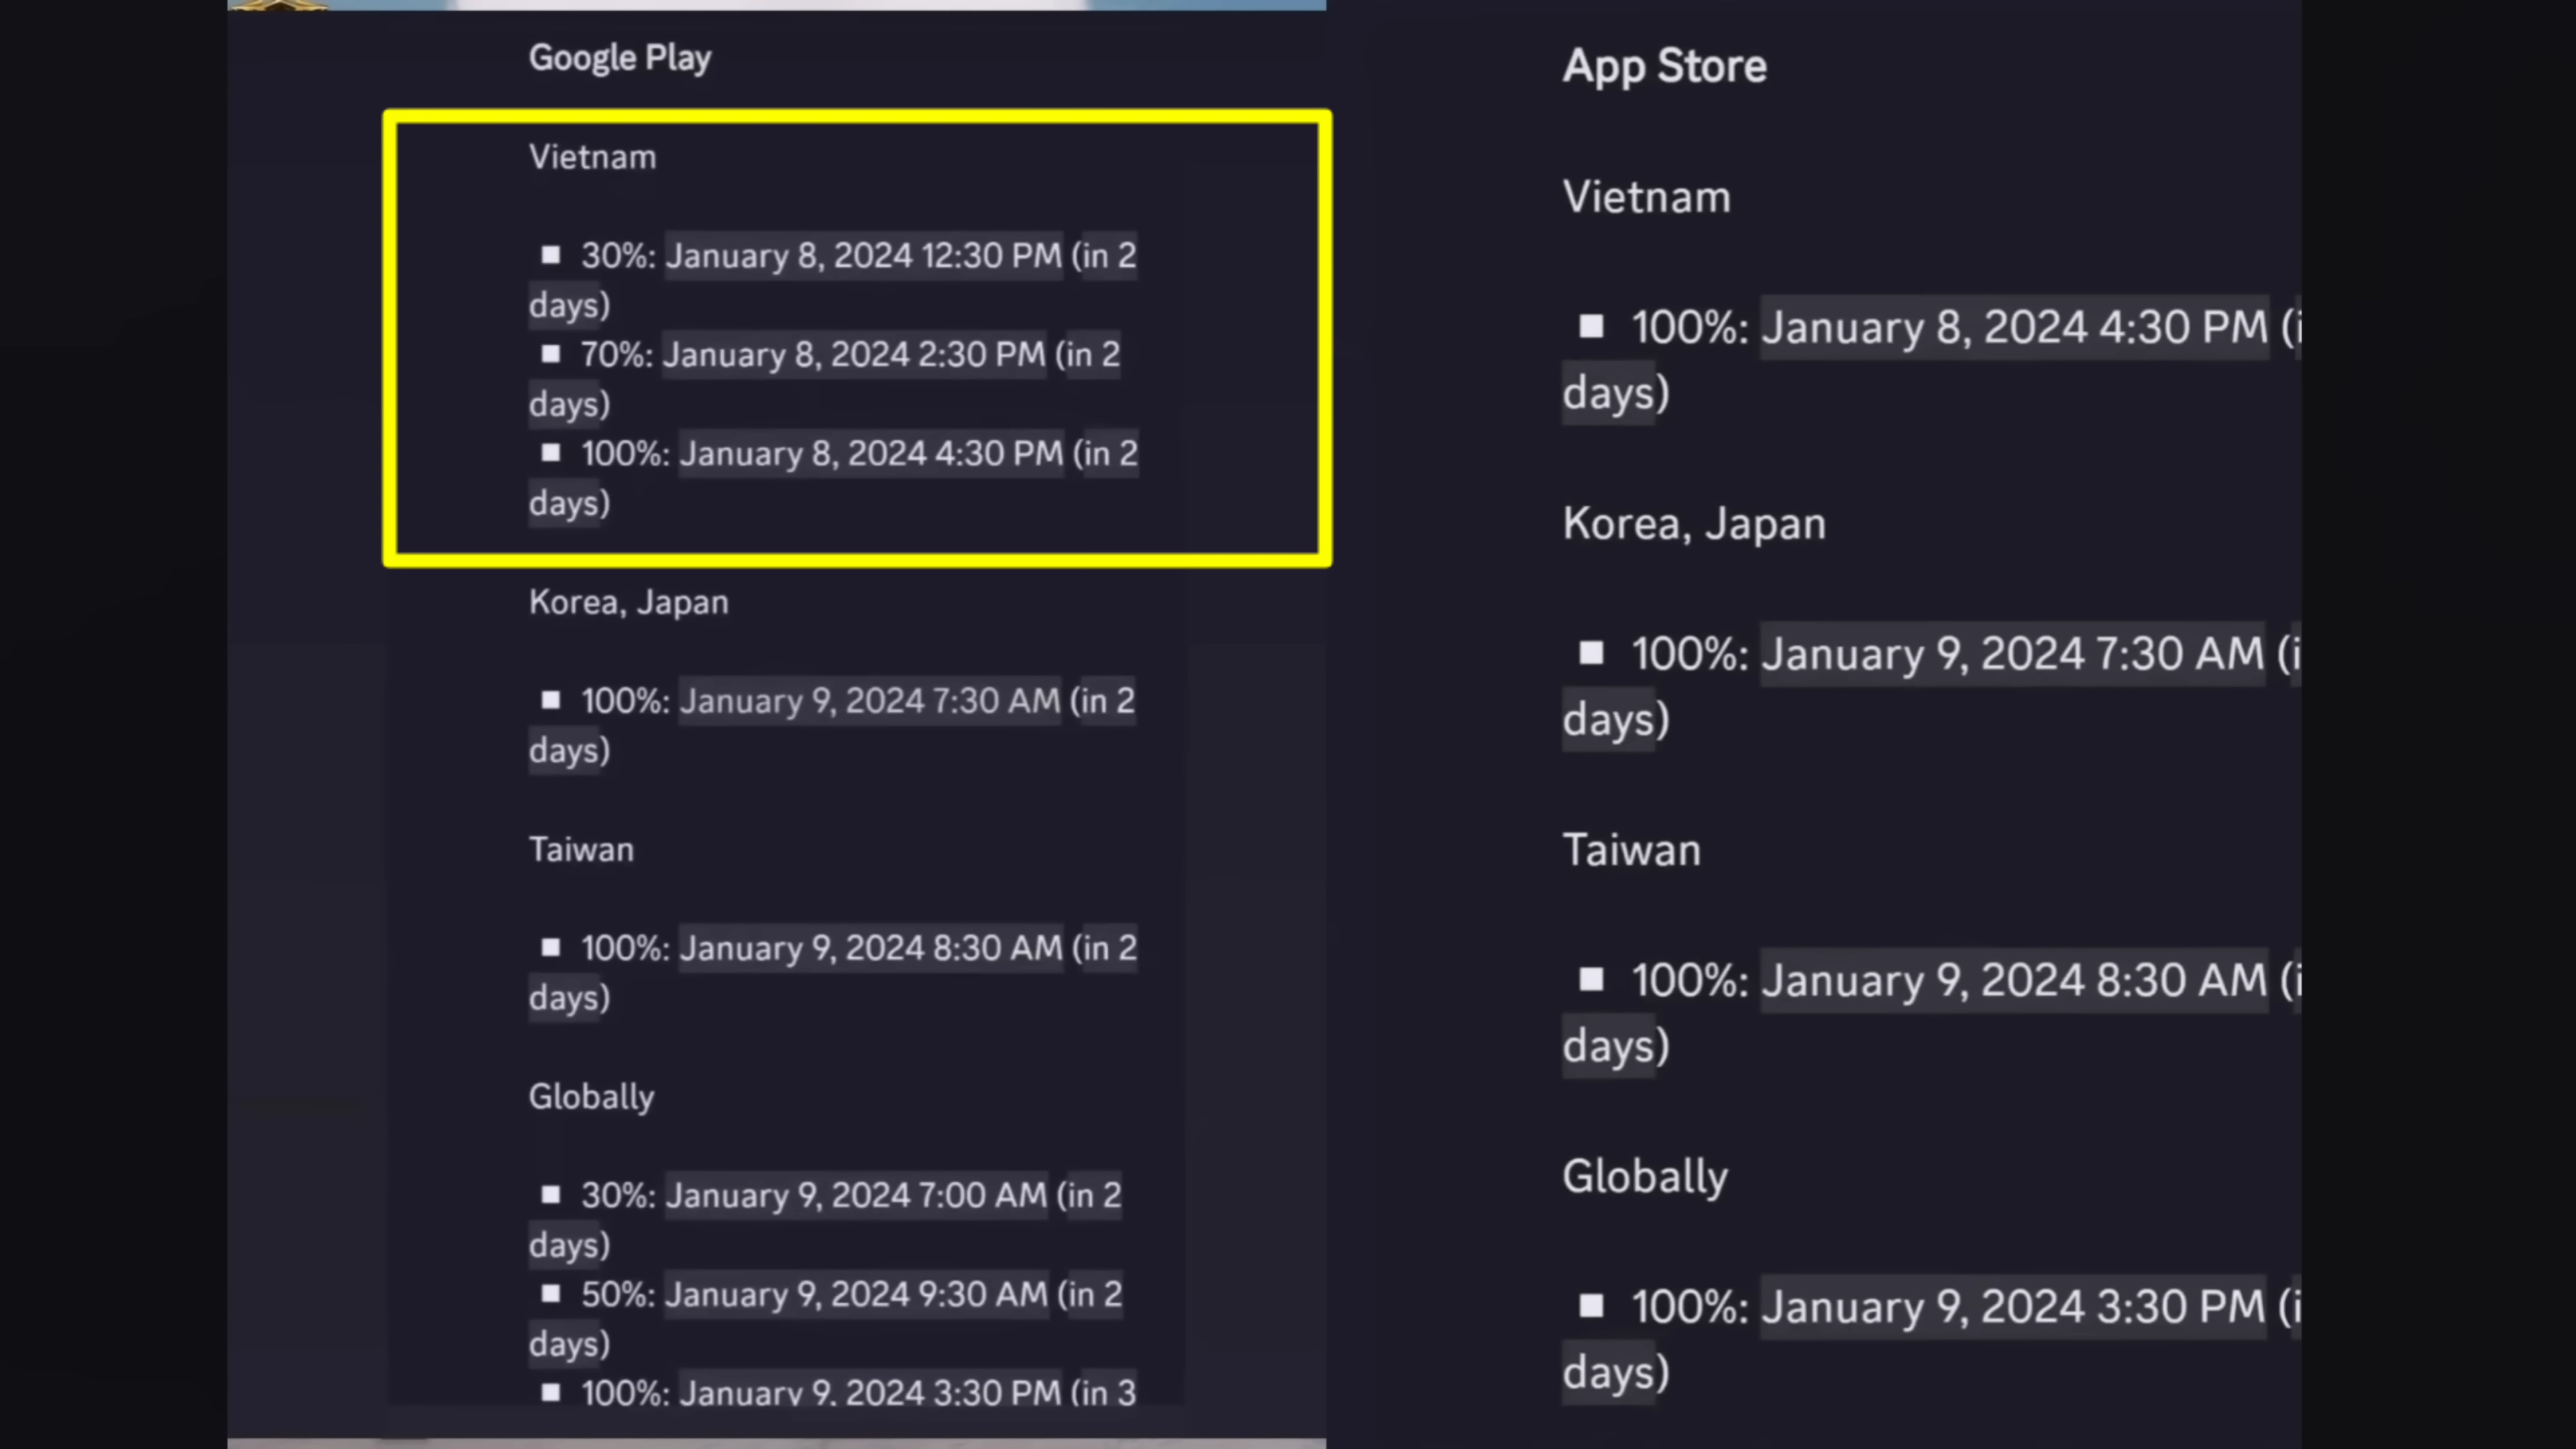 Google Play
Vietnam
■ 30%: January 8, 2024 12:30 PM (in 2
days)
■ 70%: January 8, 2024 2:30 PM (in 2
days)
■ 100%: January 8, 2024 4:30 PM (in 2
days)
Korea, Japan
■ 100%: January 9, 2024 7:30 AM (in 2
days)
Taiwan
■ 100%: January 9, 2024 8:30 AM (in 2
days)
Globally
■ 30%: January 9, 2024 7:00 AM (in 2
days)
■ 50%: January 9, 2024 9:30 AM (in 2
days)
■ 100%: January 9, 2024 3:30 PM (in 3
App Store
Vietnam
■ 100%: January 8, 2024 4:30 PM (i
days)
Korea, Japan
■ 100%: January 9, 2024 7:30 AM (i
days)
Taiwan
■ 100%: January 9, 2024 8:30 AM (i
days)
Globally
■ 100%: January 9, 2024 3:30 PM (i
days)